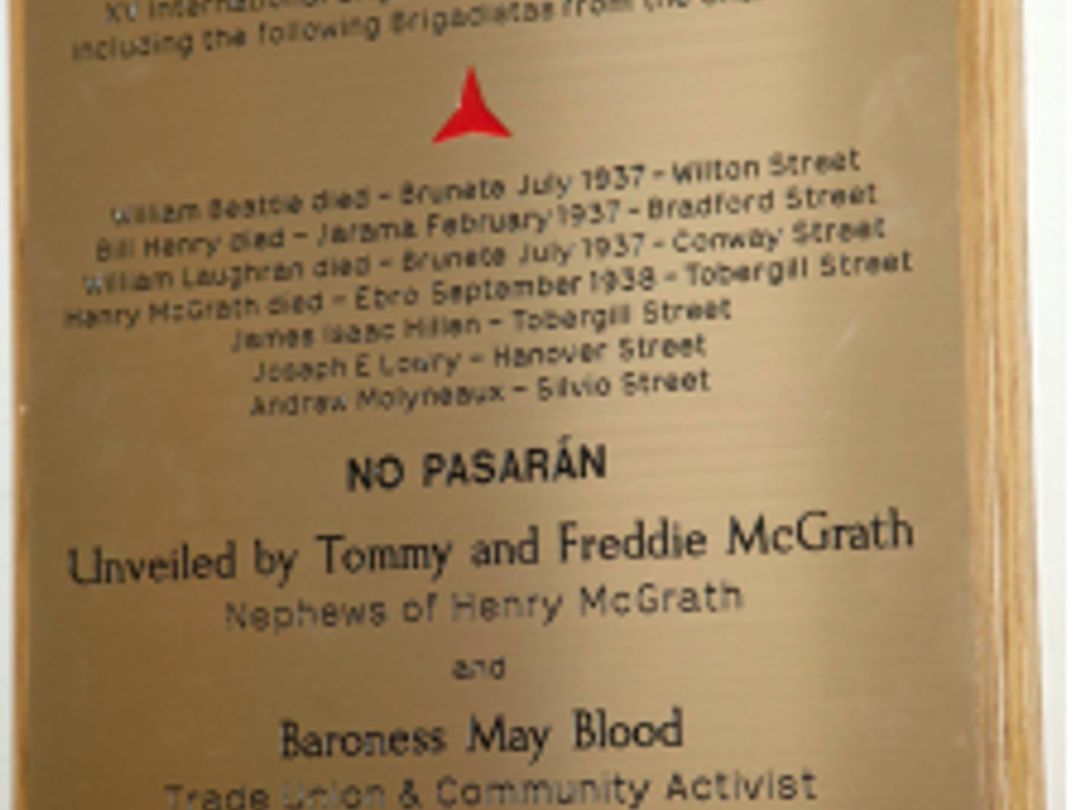 XV International
including the following Brigadistas from the
William Beattie died - Brunete July 1937 - Wilton Street
Bill Henry died - Jarama February 1937 - Bradford Street
William Laughran died - Brunete July 1937 - Conway Street
Henry McGrath died - Ebro September 1938 - Tobergill Street
James Isaac Hillen - Tobergill Street
Joseph E Lowry - Hanover Street
Andrew Molyneaux - Silvio Street
NO PASARÁN
Unveiled by Tommy and Freddie McGrath
Nephews of Henry McGrath
and
Baroness May Blood
Trade Union & Community Activist